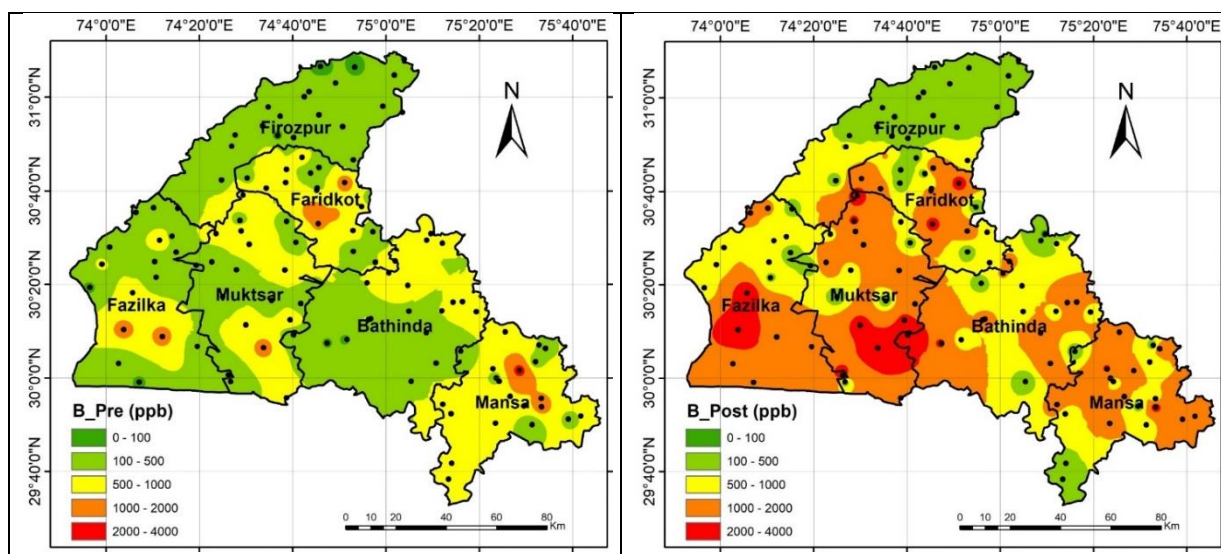 74°0'0"E 74°20'0"E 74°40'0"E 75°0'0"E 75°20'0"E 75°40'0"E
31°0'0"N
30°40'0"N
30°20'0"N
30°0'0"N
29°40'0"N
N
Firozpur
Faridkot
Fazilka
Muktsar
Bathinda
Mansa
B_Pre (ppb)
0 - 100
100 - 500
500 - 1000
1000 - 2000
2000 - 4000
0 10 20 40 60 80
Km
74°0'0"E 74°20'0"E 74°40'0"E 75°0'0"E 75°20'0"E 75°40'0"E
31°0'0"N
30°40'0"N
30°20'0"N
30°0'0"N
29°40'0"N
N
Firozpur
Faridkot
Fazilka
Muktsar
Bathinda
Mansa
B_Post (ppb)
0 - 100
100 - 500
500 - 1000
1000 - 2000
2000 - 4000
0 10 20 40 60 80
Km